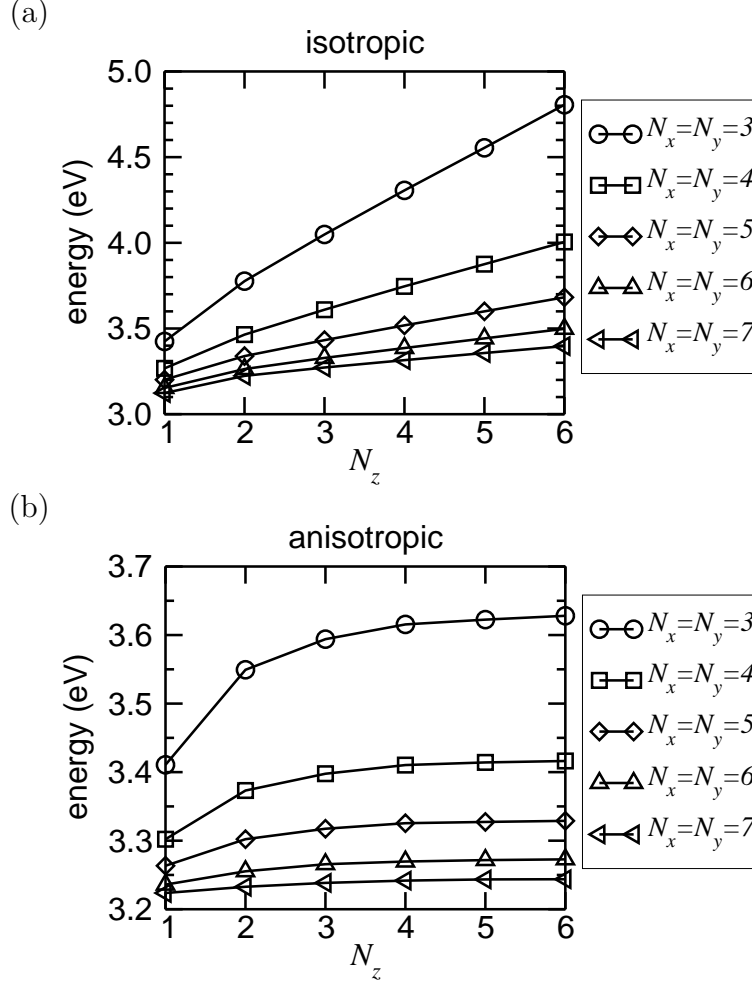 (a)
isotropic
5.0
4.5
4.0
3.5
3.0
energy (eV)
1 2 3 4 5 6
N_z
N_x=N_y=3
N_x=N_y=4
N_x=N_y=5
N_x=N_y=6
N_x=N_y=7
(b)
anisotropic
3.7
3.6
3.5
3.4
3.3
3.2
energy (eV)
1 2 3 4 5 6
N_z
N_x=N_y=3
N_x=N_y=4
N_x=N_y=5
N_x=N_y=6
N_x=N_y=7